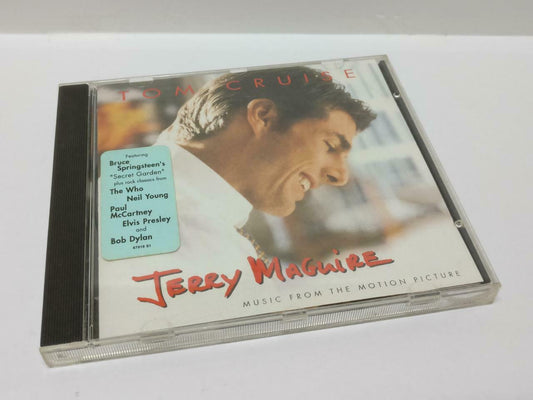 TOM CRUISE
Featuring
Bruce
Springsteen's
"Secret Garden"
plus rock classics from
The Who
Neil Young
Paul
McCartney
Elvis Presley
and
Bob Dylan
JERRY MAGUIRE
MUSIC FROM THE MOTION PICTURE